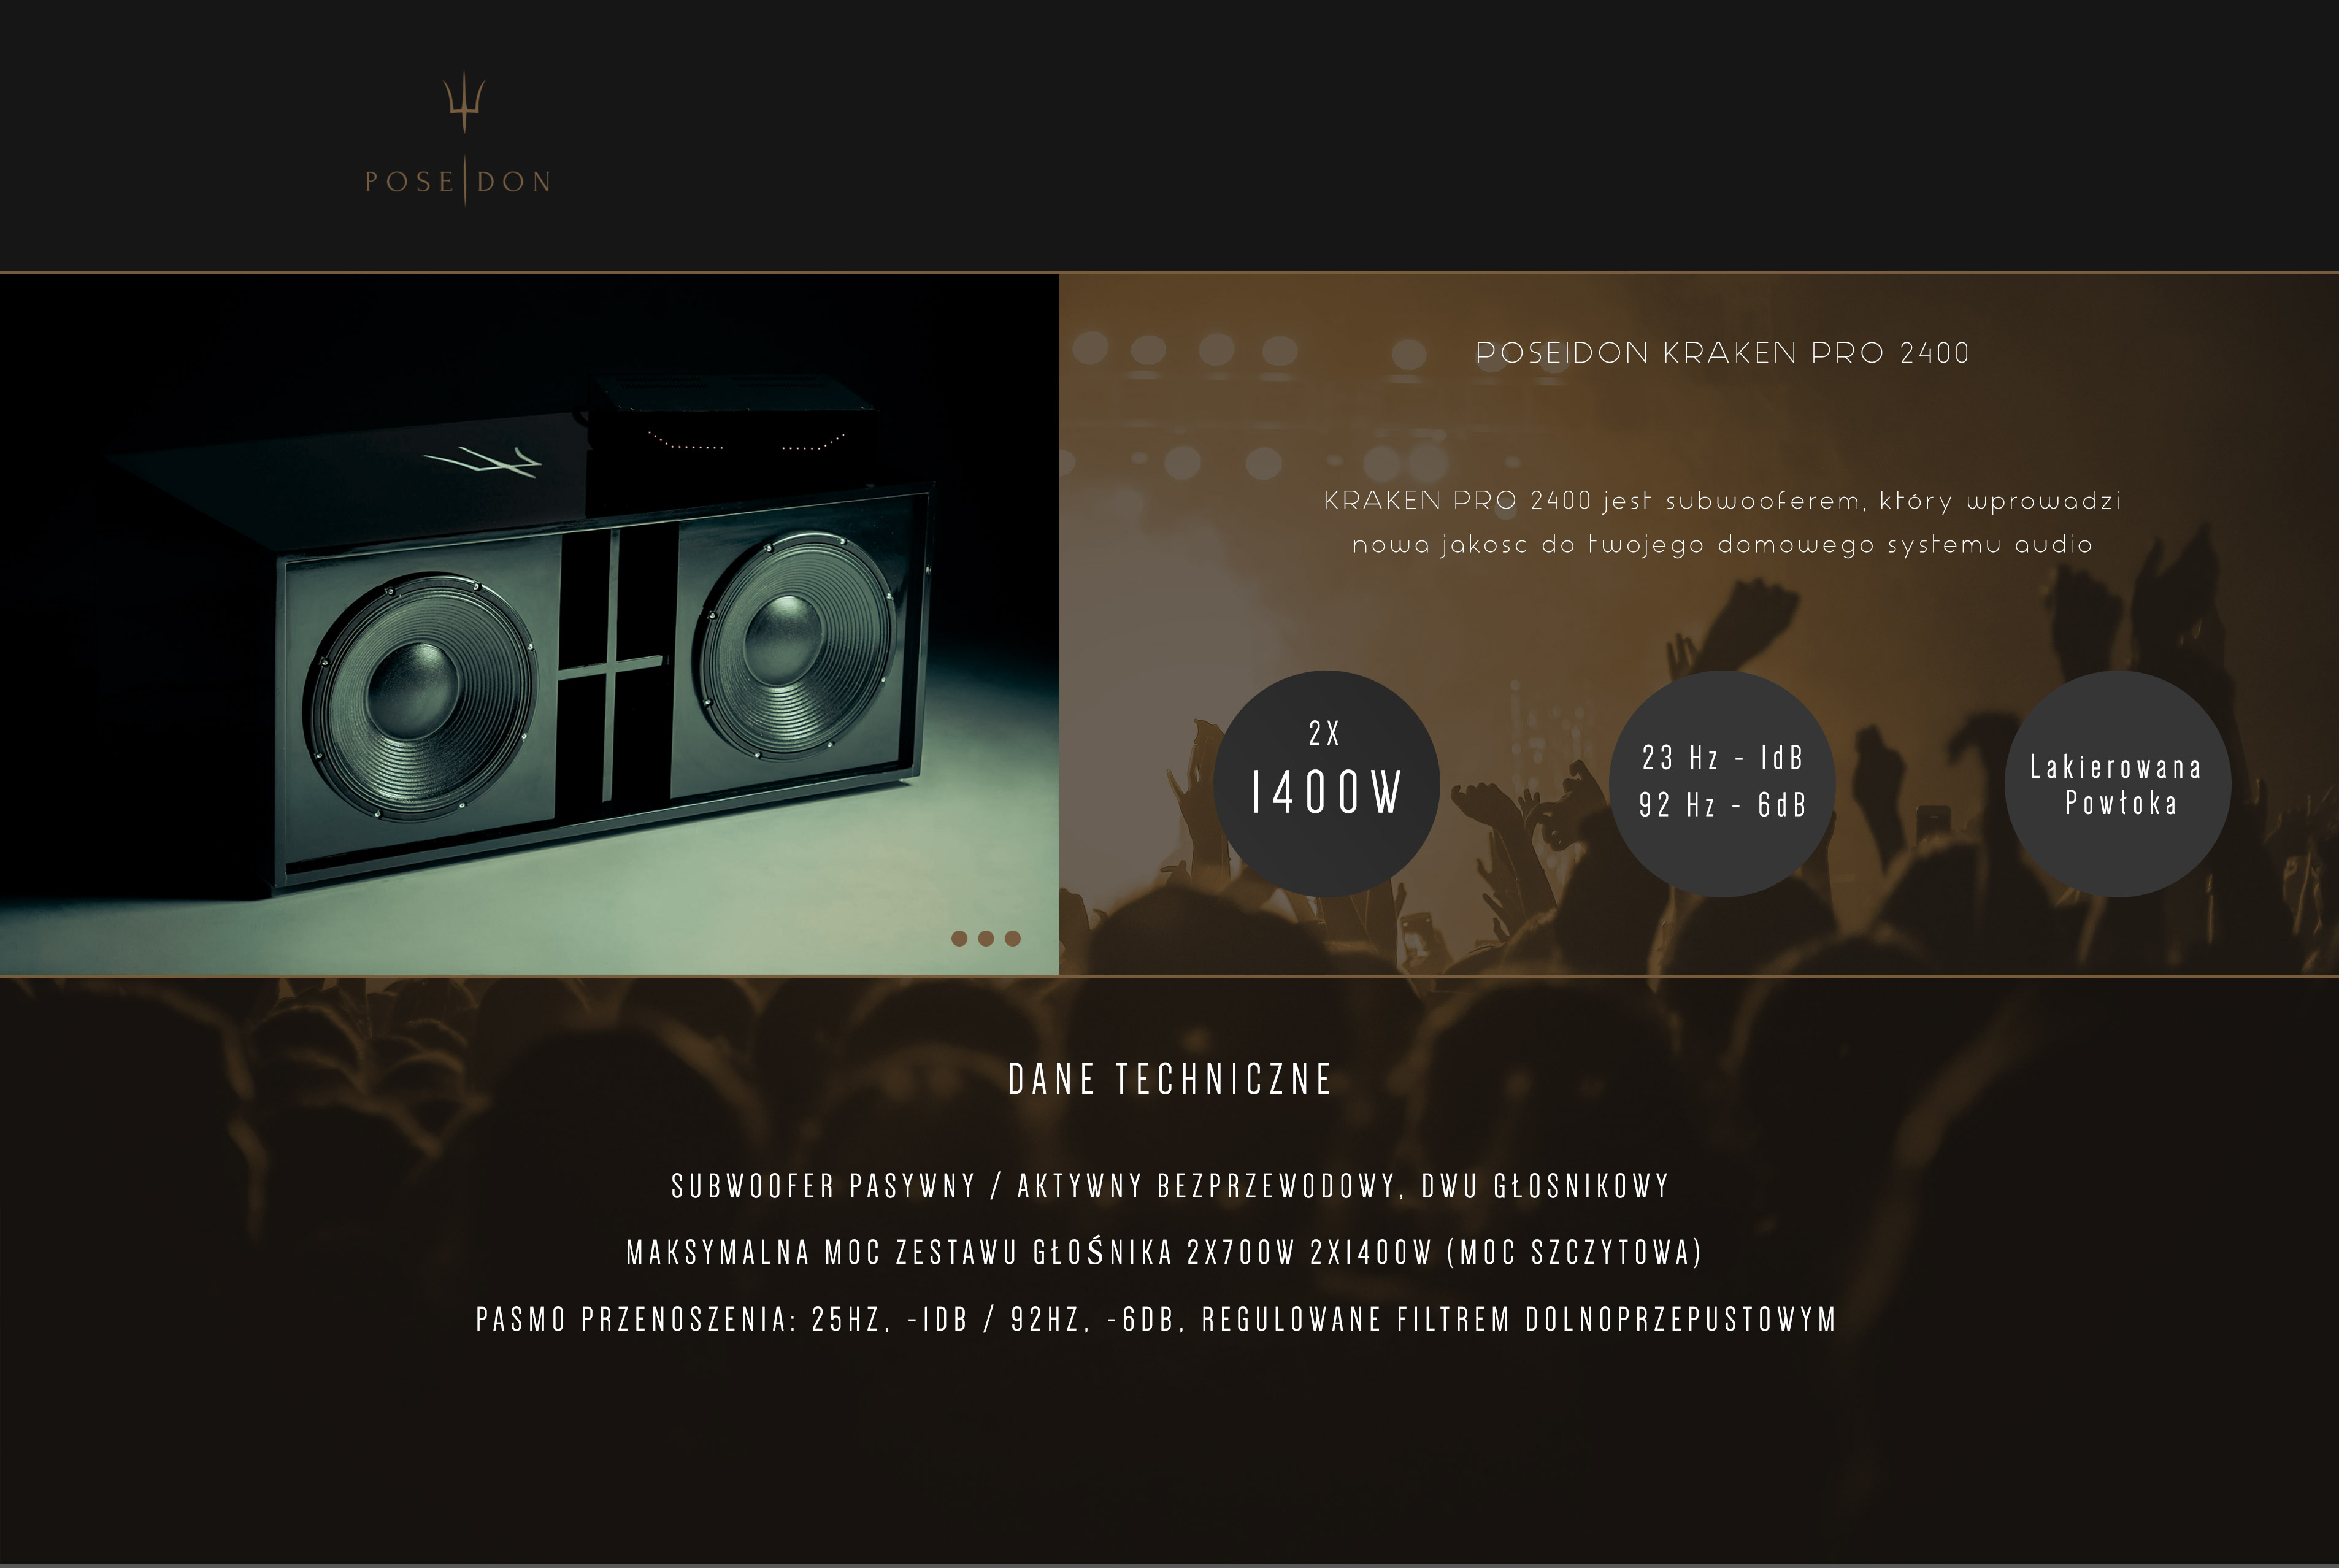 POSEIDON
POSEIDON KRAKEN PRO 2400
KRAKEN PRO 2400 jest subwooferem, który wprowadzi
nowa jakosc do twojego domowego systemu audio
2X
1400W
23 Hz - 1dB
92 Hz - 6dB
Lakierowana
Powłoka
DANE TECHNICZNE
SUBWOOFER PASYWNY / AKTYWNY BEZPRZEWODOWY, DWU GŁOSNIKOWY
MAKSYMALNA MOC ZESTAWU GŁOŚNIKA 2X700W 2X1400W (MOC SZCZYTOWA)
PASMO PRZENOSZENIA: 25HZ, -1DB / 92HZ, -6DB, REGULOWANE FILTREM DOLNOPRZEPUSTOWYM